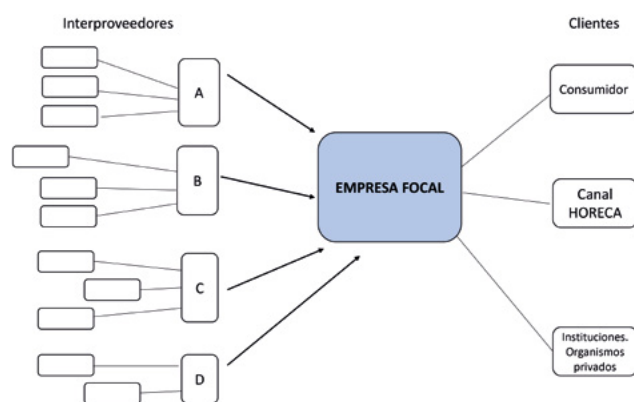 Interproveedores
Clientes
A
B
C
D
EMPRESA FOCAL
Consumidor
Canal
HORECA
Instituciones.
Organismos
privados